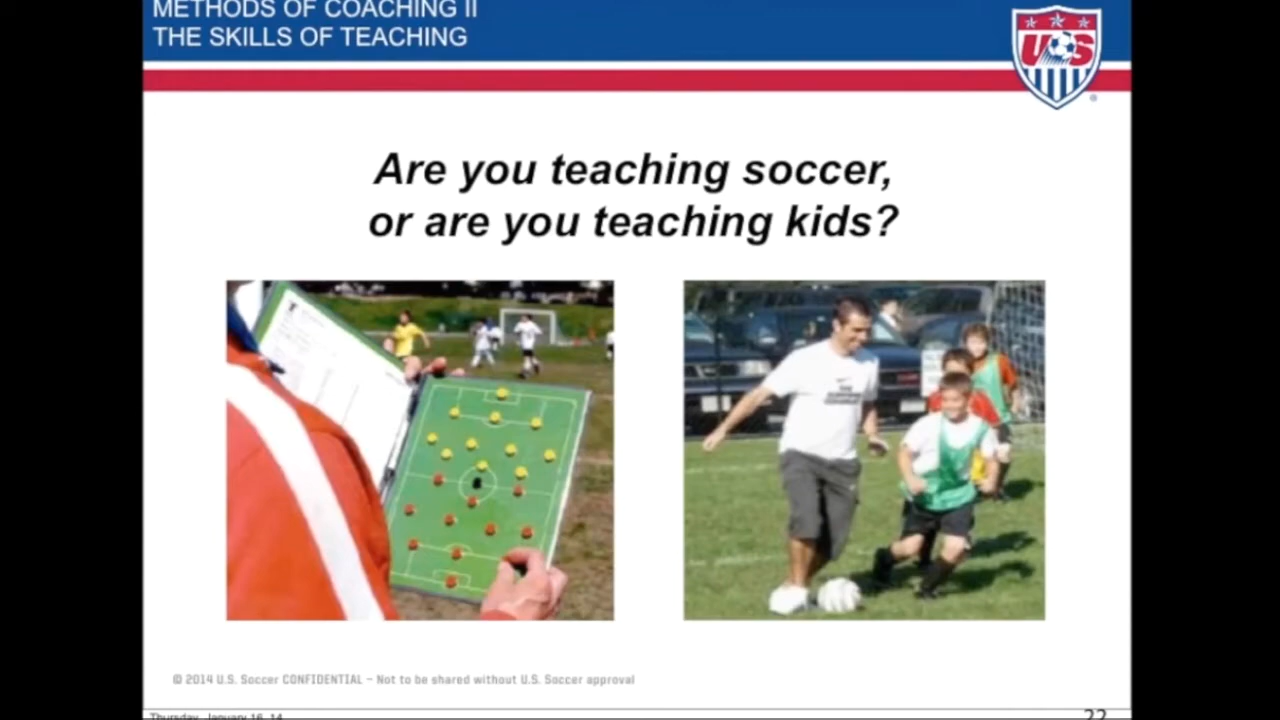 METHODS OF COACHING II
THE SKILLS OF TEACHING
US
Are you teaching soccer,
or are you teaching kids?
© 2014 U.S. Soccer CONFIDENTIAL – Not to be shared without U.S. Soccer approval
Thursday, January 16, 14
22